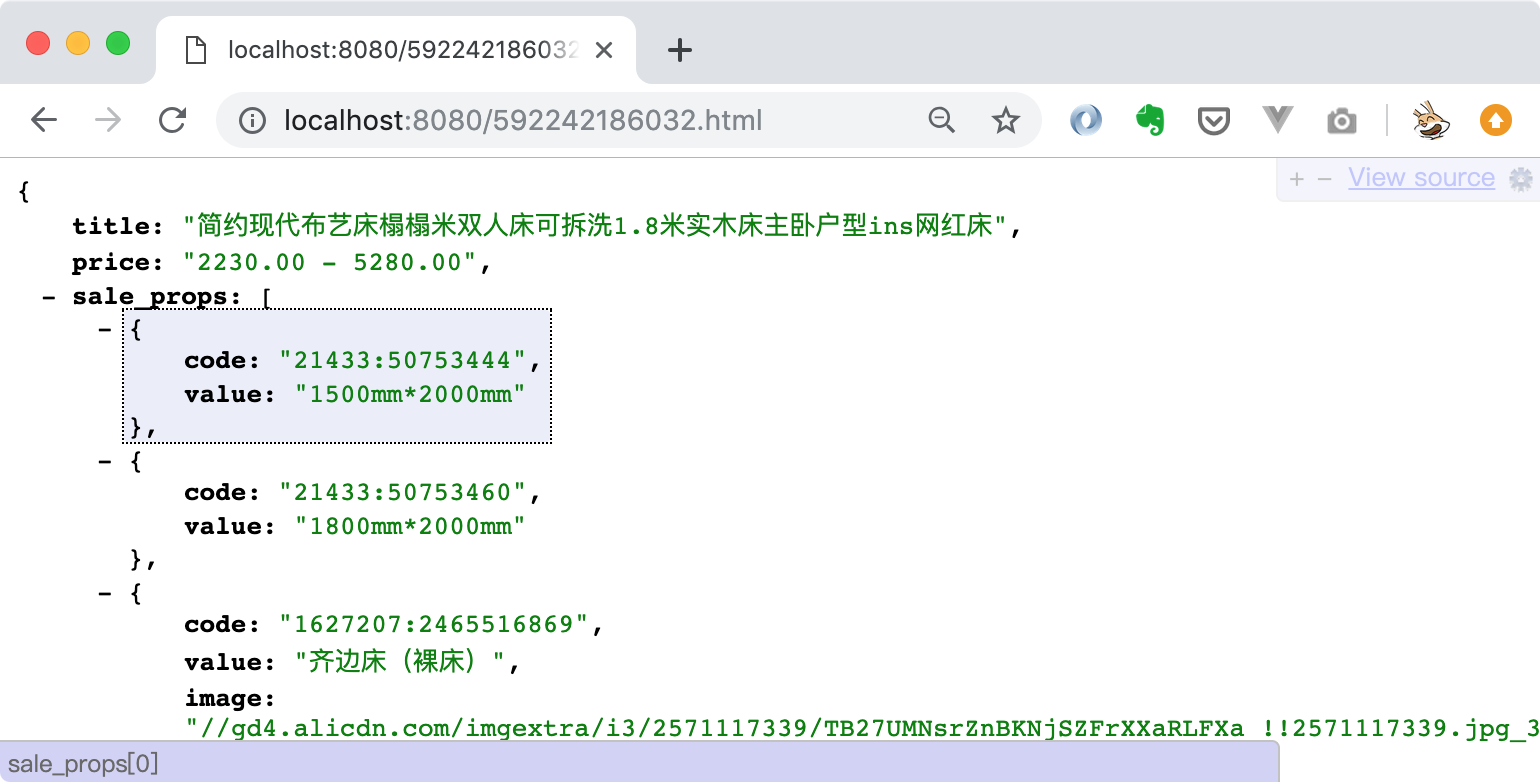 localhost:8080/592242186032
localhost:8080/592242186032.html
+ − View source
{
title: "简约现代布艺床榻榻米双人床可拆洗1.8米实木床主卧户型ins网红床",
price: "2230.00 - 5280.00",
- sale_props: [
- {
code: "21433:50753444",
value: "1500mm*2000mm"
},
- {
code: "21433:50753460",
value: "1800mm*2000mm"
},
- {
code: "1627207:2465516869",
value: "齐边床（裸床）",
image:
"//gd4.alicdn.com/imgextra/i3/2571117339/TB27UMNsrZnBKNjSZFrXXaRLFXa_!!2571117339.jpg_3
sale_props[0]